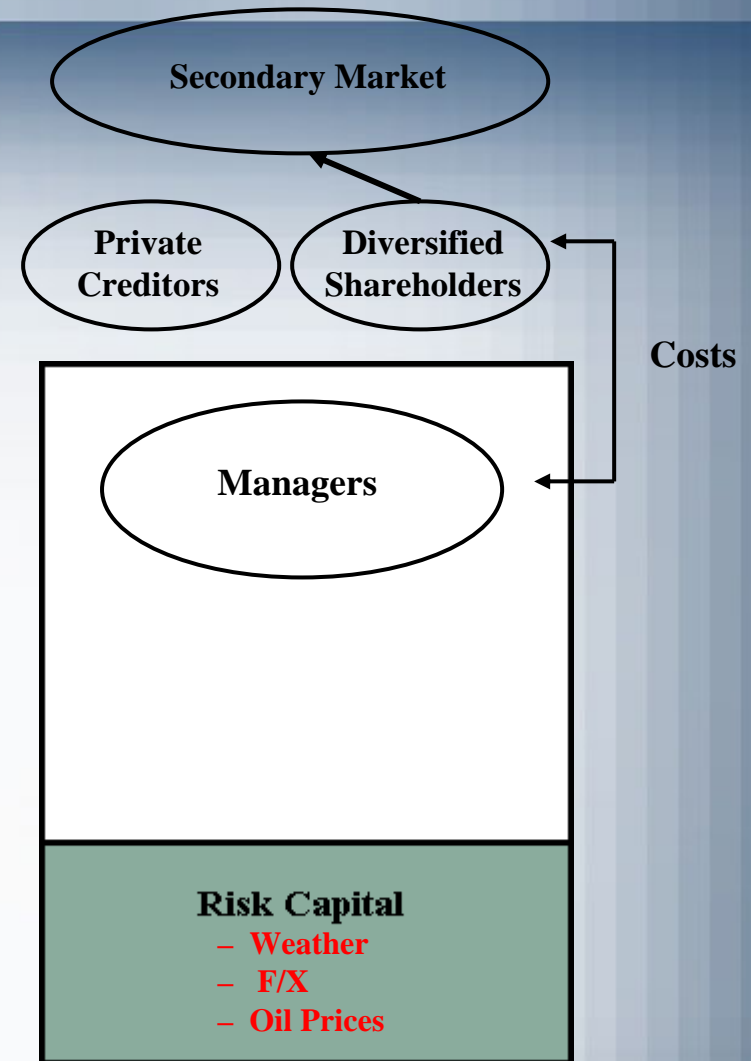 Secondary Market
Private
Creditors
Diversified
Shareholders
Costs
Managers
Risk Capital
– Weather
– F/X
– Oil Prices